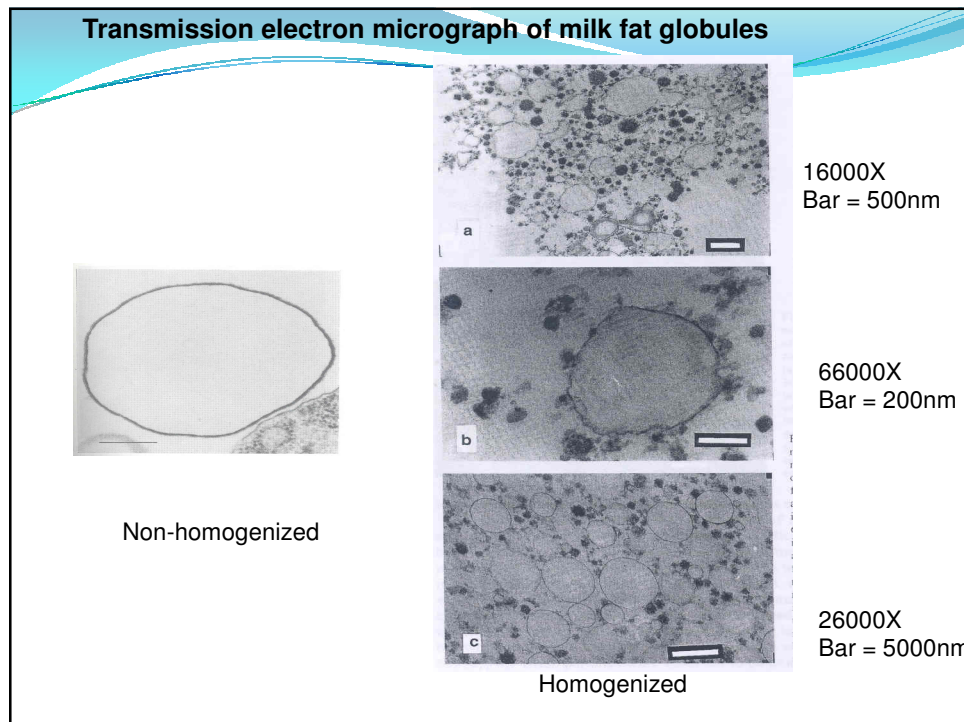 Transmission electron micrograph of milk fat globules
a
16000X
Bar = 500nm
b
66000X
Bar = 200nm
Non-homogenized
c
26000X
Bar = 5000nm
Homogenized